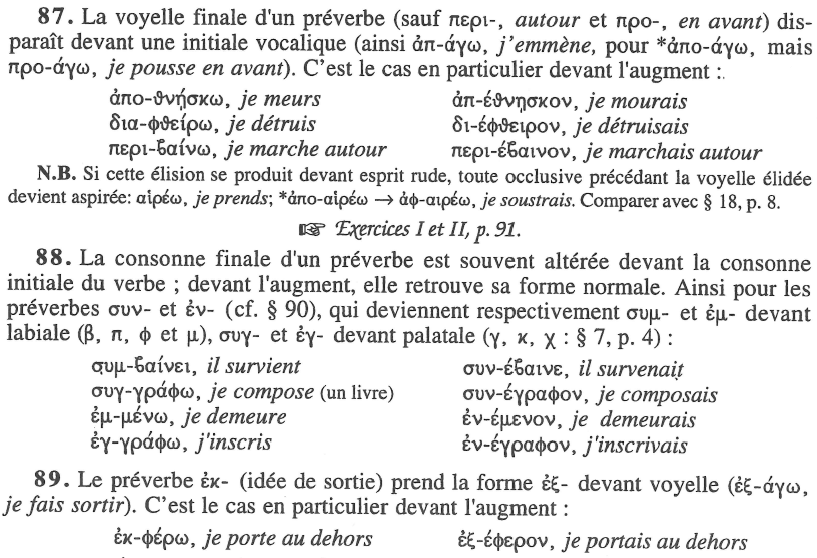 87. La voyelle finale d'un préverbe (sauf περι-, autour et προ-, en avant) dis-
paraît devant une initiale vocalique (ainsi ἀπ-άγω, j'emmène, pour *ἀπο-άγω, mais
προ-άγω, je pousse en avant). C'est le cas en particulier devant l'augment :
ἀπο-θνήσκω, je meurs ἀπ-έθνησκον, je mourais
δια-φθείρω, je détruis δι-έφθειρον, je détruisais
περι-ϐαίνω, je marche autour περι-έϐαινον, je marchais autour
N.B. Si cette élision se produit devant esprit rude, toute occlusive précédant la voyelle élidée
devient aspirée: αἱρέω, je prends; *ἀπο-αἱρέω → ἀφ-αιρέω, je soustrais. Comparer avec § 18, p. 8.
☞ Exercices I et II, p. 91.
88. La consonne finale d'un préverbe est souvent altérée devant la consonne
initiale du verbe ; devant l'augment, elle retrouve sa forme normale. Ainsi pour les
préverbes συν- et ἐν- (cf. § 90), qui deviennent respectivement συμ- et ἐμ- devant
labiale (β, π, φ et μ), συγ- et ἐγ- devant palatale (γ, κ, χ : § 7, p. 4) :
συμ-ϐαίνει, il survient συν-έϐαινε, il survenait
συγ-γράφω, je compose (un livre) συν-έγραφον, je composais
ἐμ-μένω, je demeure ἐν-έμενον, je demeurais
ἐγ-γράφω, j'inscris ἐν-έγραφον, j'inscrivais
89. Le préverbe ἐκ- (idée de sortie) prend la forme ἐξ- devant voyelle (ἐξ-άγω,
je fais sortir). C'est le cas en particulier devant l'augment :
ἐκ-φέρω, je porte au dehors ἐξ-έφερον, je portais au dehors